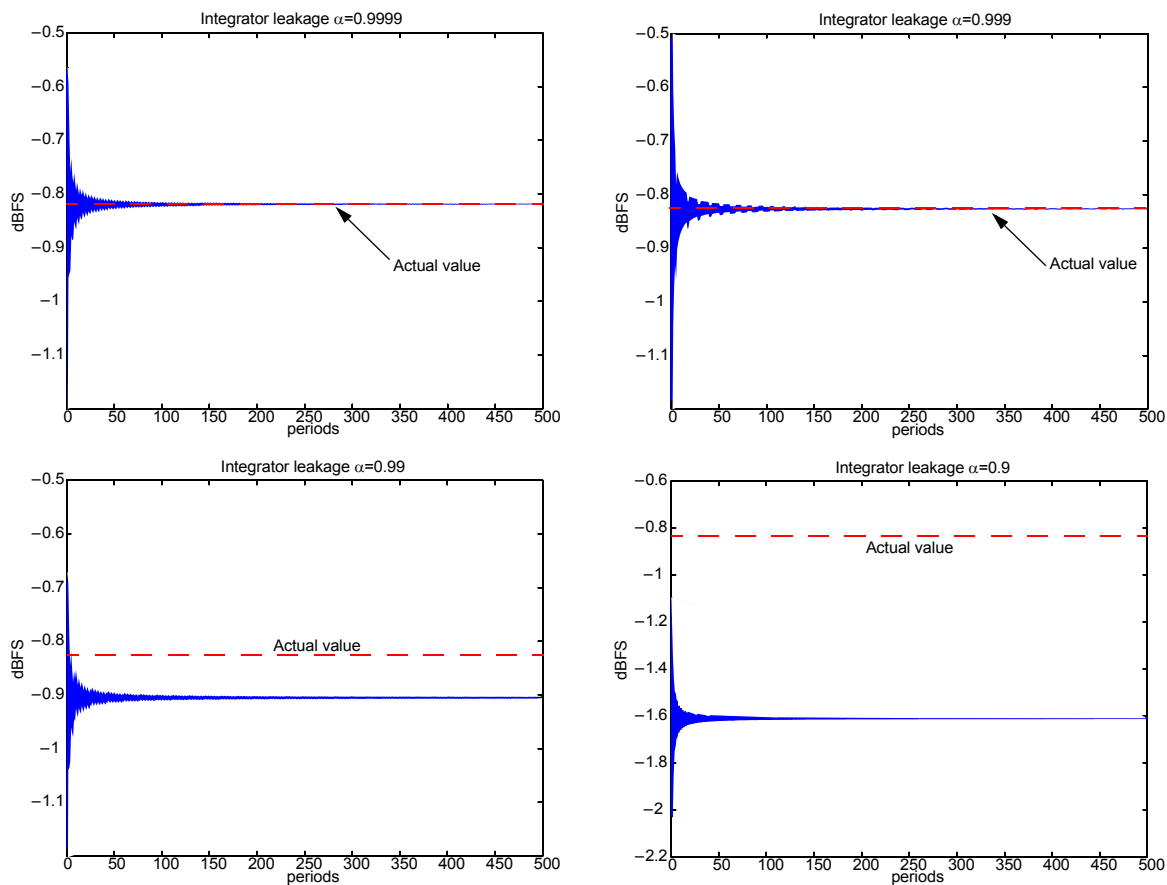 Integrator leakage α=0.9999
−0.5
−0.6
−0.7
−0.8
−0.9
−1
−1.1
dBFS
Actual value
0 50 100 150 200 250 300 350 400 450 500
periods
Integrator leakage α=0.999
−0.5
−0.6
−0.7
−0.8
−0.9
−1
−1.1
dBFS
Actual value
0 50 100 150 200 250 300 350 400 450 500
periods
Integrator leakage α=0.99
−0.5
−0.6
−0.7
−0.8
−0.9
−1
−1.1
dBFS
Actual value
0 50 100 150 200 250 300 350 400 450 500
periods
Integrator leakage α=0.9
−0.6
−0.8
−1
−1.2
−1.4
−1.6
−1.8
−2
−2.2
dBFS
Actual value
0 50 100 150 200 250 300 350 400 450 500
periods